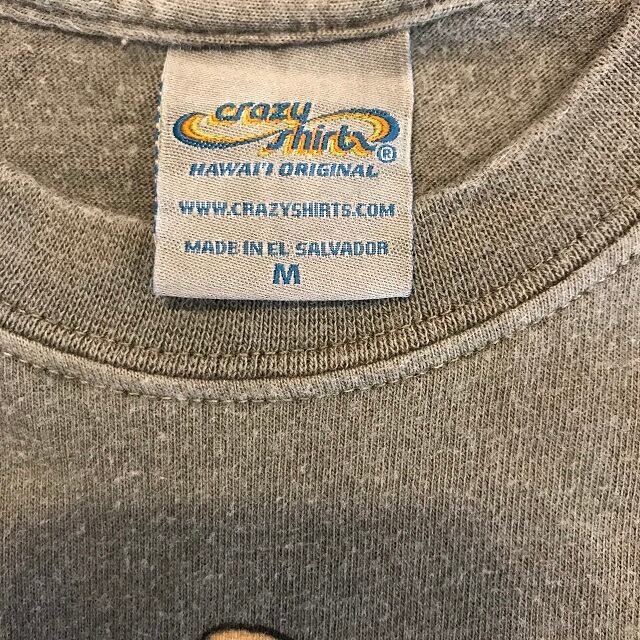 crazy
shirts®
HAWAI'I ORIGINAL
WWW.CRAZYSHIRTS.COM
MADE IN EL SALVADOR
M